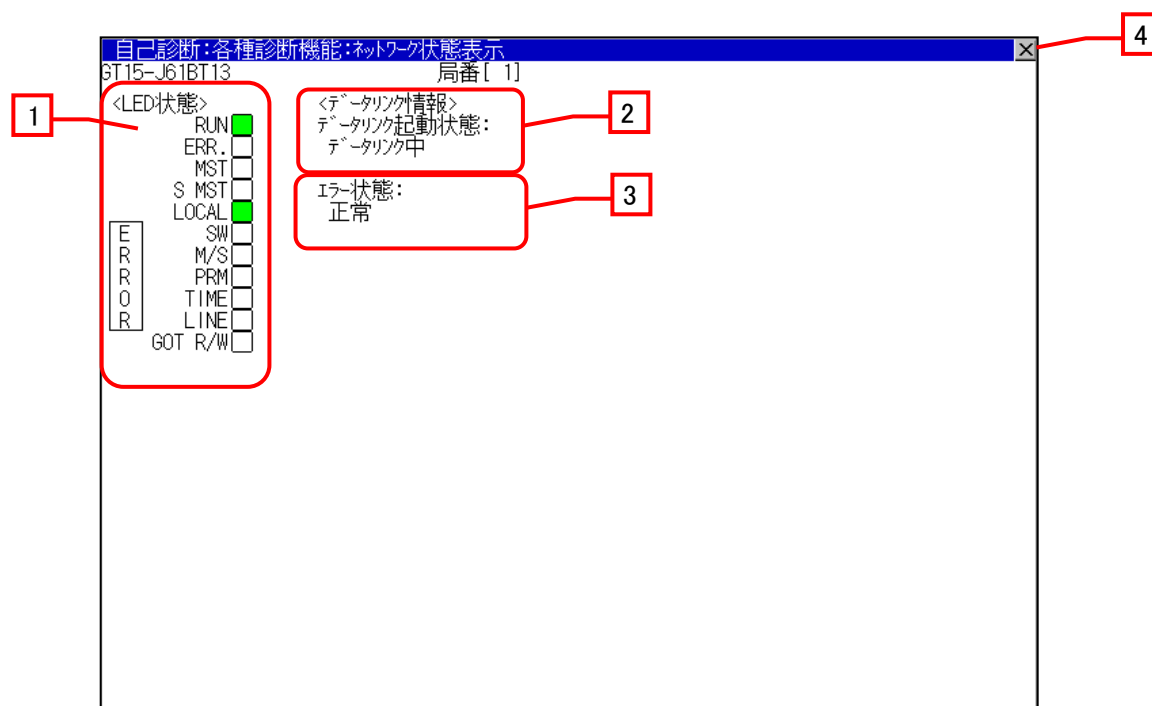 4
自己診断:各種診断機能:ﾈｯﾄﾜｰｸ状態表示
GT15-J61BT13 局番[ 1]
1
<LED状態>
RUN
ERR.
MST
S MST
LOCAL
SW
M/S
PRM
TIME
LINE
GOT R/W
ERROR
<ﾃﾞｰﾀﾘﾝｸ情報>
ﾃﾞｰﾀﾘﾝｸ起動状態:
ﾃﾞｰﾀﾘﾝｸ中
2
ｴﾗｰ状態:
正常
3